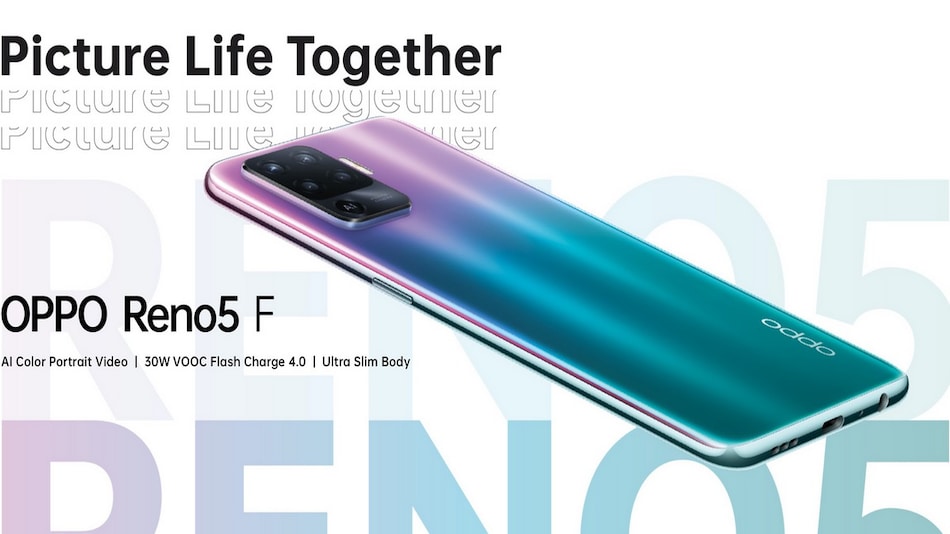 Picture Life Together
Picture Life Together
Picture Life Together
RENO5
OPPO Reno5 F
AI Color Portrait Video | 30W VOOC Flash Charge 4.0 | Ultra Slim Body
oppo
RENO5